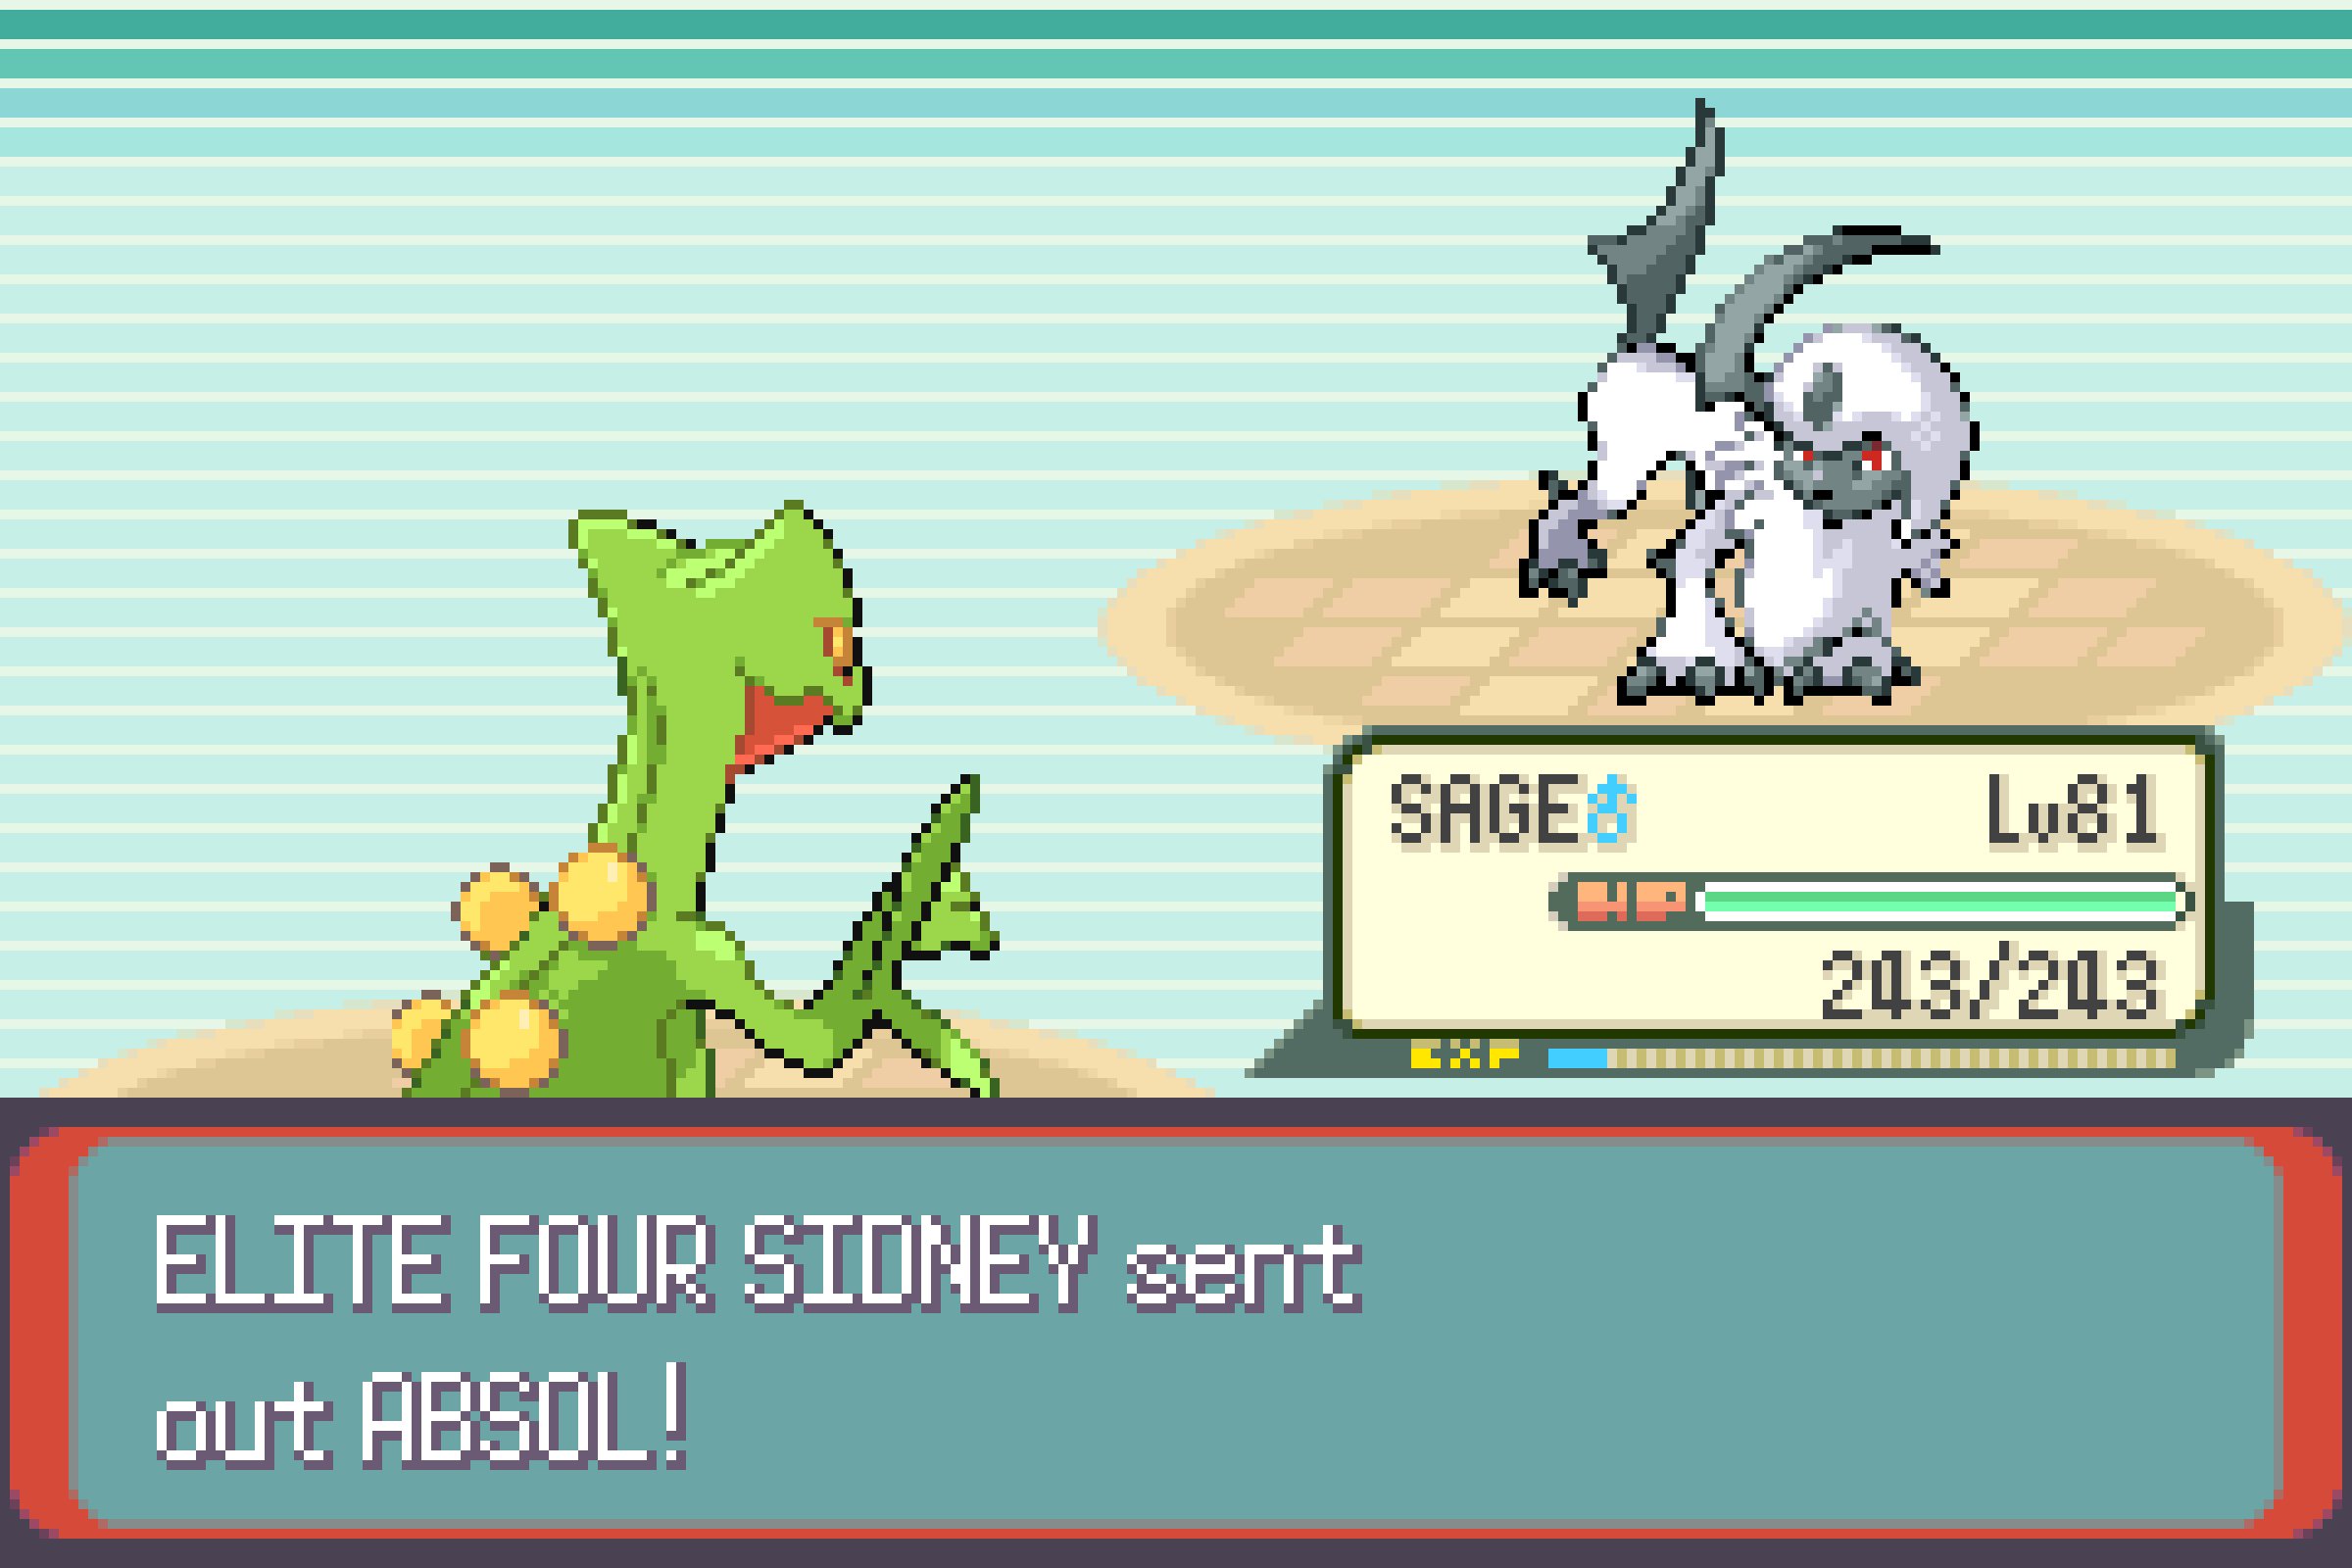 SAGE♂ Lv81
HP
243/243
EXP
ELITE FOUR SIDNEY sent
out ABSOL!